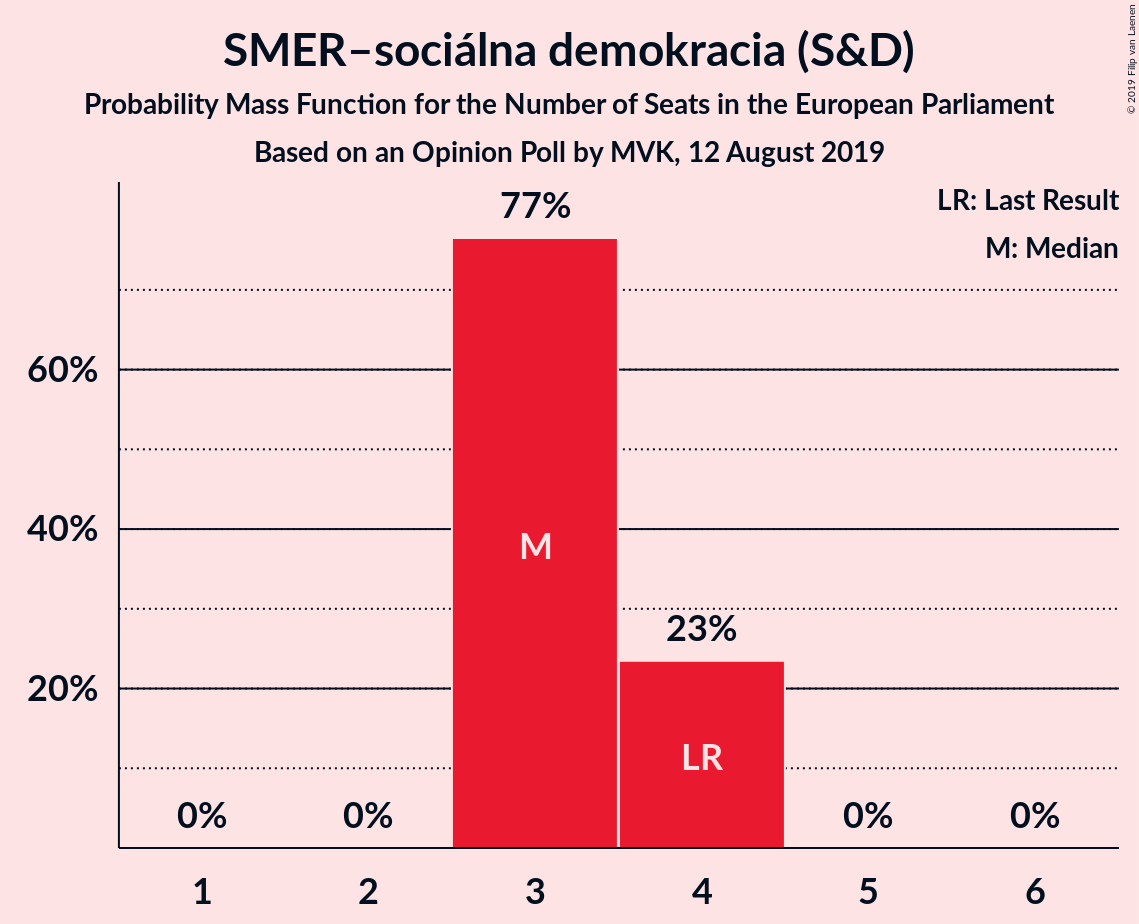 SMER–sociálna demokracia (S&D)
Probability Mass Function for the Number of Seats in the European Parliament
Based on an Opinion Poll by MVK, 12 August 2019
© 2019 Filip van Laenen
LR: Last Result
M: Median
77%
60%
40%
M
23%
20%
LR
0%
0%
0%
0%
1
2
3
4
5
6